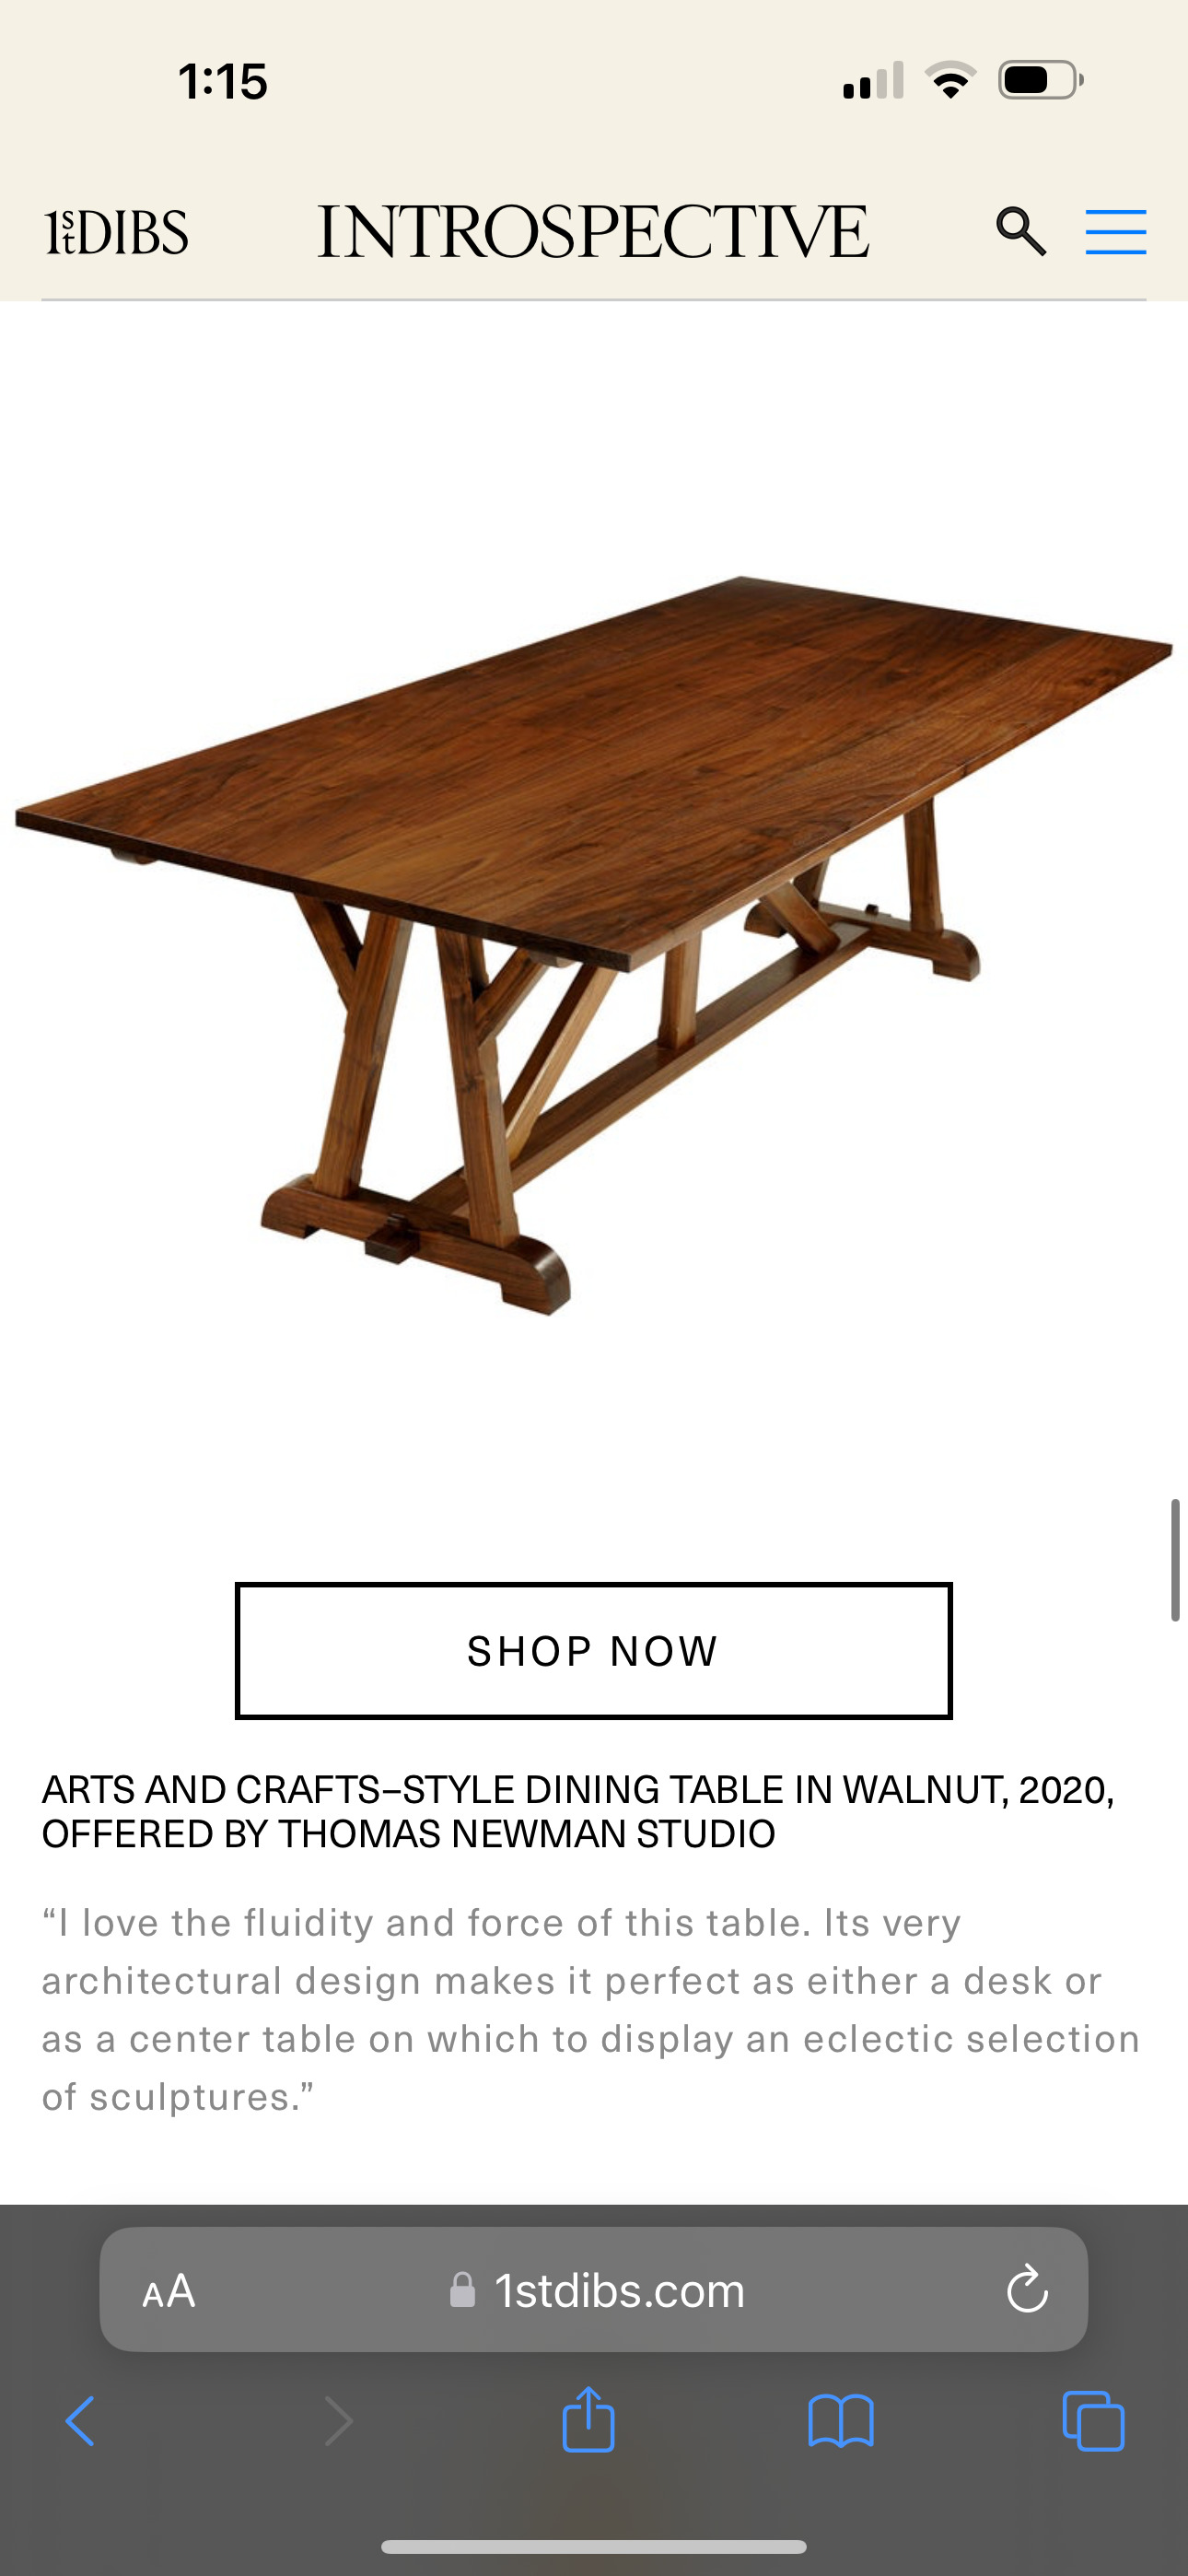 1:15
1stDIBS INTROSPECTIVE
SHOP NOW
ARTS AND CRAFTS–STYLE DINING TABLE IN WALNUT, 2020,
OFFERED BY THOMAS NEWMAN STUDIO
“I love the fluidity and force of this table. Its very
architectural design makes it perfect as either a desk or
as a center table on which to display an eclectic selection
of sculptures.”
AA 1stdibs.com